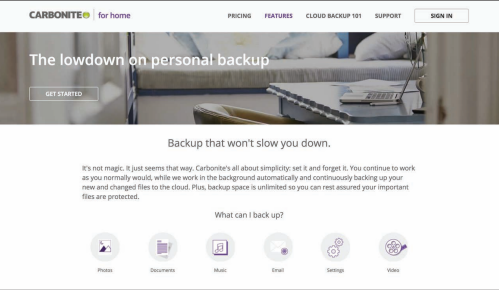 CARBONITE for home
PRICING FEATURES CLOUD BACKUP 101 SUPPORT SIGN IN
The lowdown on personal backup
GET STARTED
Backup that won't slow you down.
It's not magic. It just seems that way. Carbonite's all about simplicity: set it and forget it. You continue to work
as you normally would, while we work in the background automatically and continuously backing up your
new and changed files to the cloud. Plus, backup space is unlimited so you can rest assured your important
files are protected.
What can I back up?
Photos Documents Music Email Settings Video